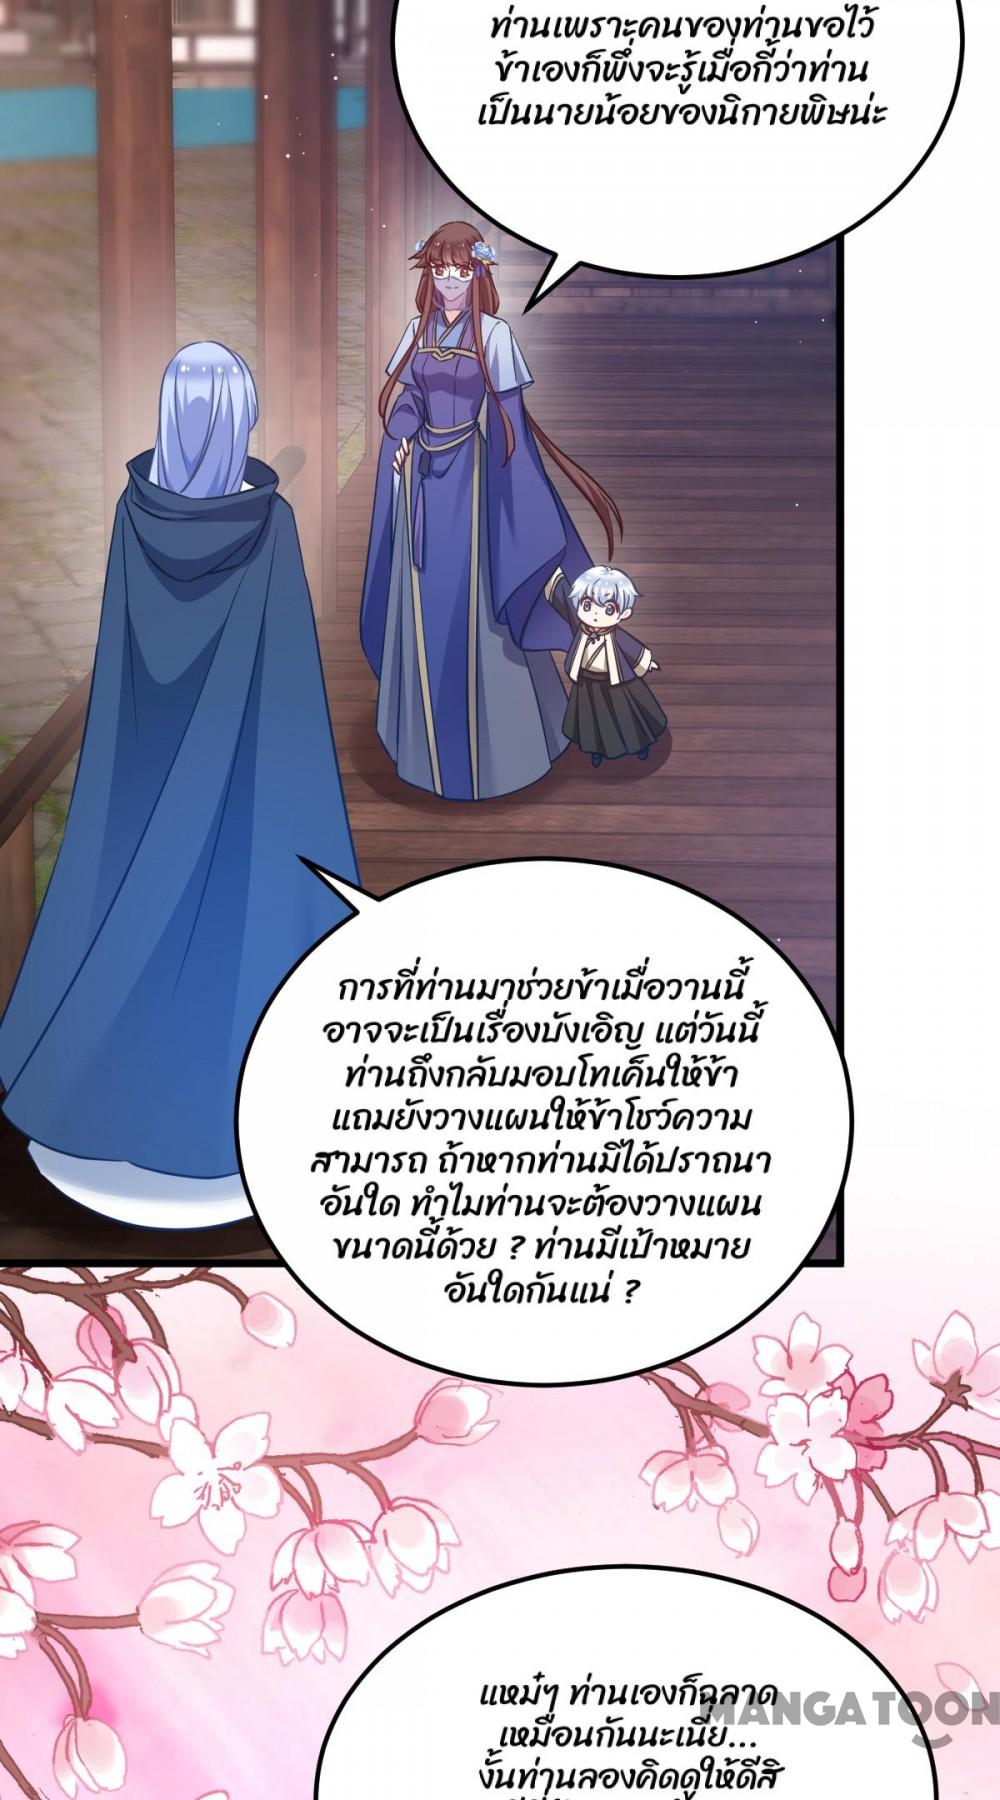 ท่านเพราะคนของท่านขอไว้
ข้าเองก็พึ่งจะรู้เมื่อกี้ว่าท่าน
เป็นนายน้อยของนิกายพิษน่ะ
การที่ท่านมาช่วยข้าเมื่อวานนี้
อาจจะเป็นเรื่องบังเอิญ แต่วันนี้
ท่านถึงกลับมอบโทเค็นให้ข้า
แถมยังวางแผนให้ข้าโชว์ความ
สามารถ ถ้าหากท่านมิได้ปราถนา
อันใด ทำไมท่านจะต้องวางแผน
ขนาดนี้ด้วย ? ท่านมีเป้าหมาย
อันใดกันแน่ ?
แหม่ๆ ท่านเองก็ฉลาด
MANGATOON
เหมือนกันนะเนี่ย...
งั้นท่านลองคิดดูให้ดีสิ